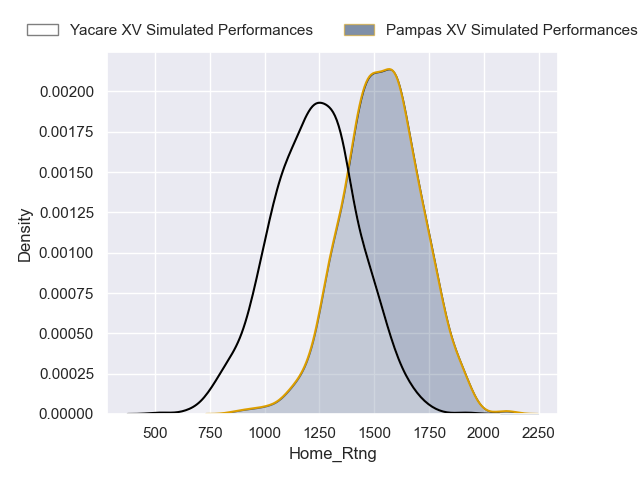 Yacare XV Simulated Performances
Pampas XV Simulated Performances
0.00200
0.00175
0.00150
0.00125
0.00100
0.00075
0.00050
0.00025
0.00000
Density
500 750 1000 1250 1500 1750 2000 2250
Home_Rtng